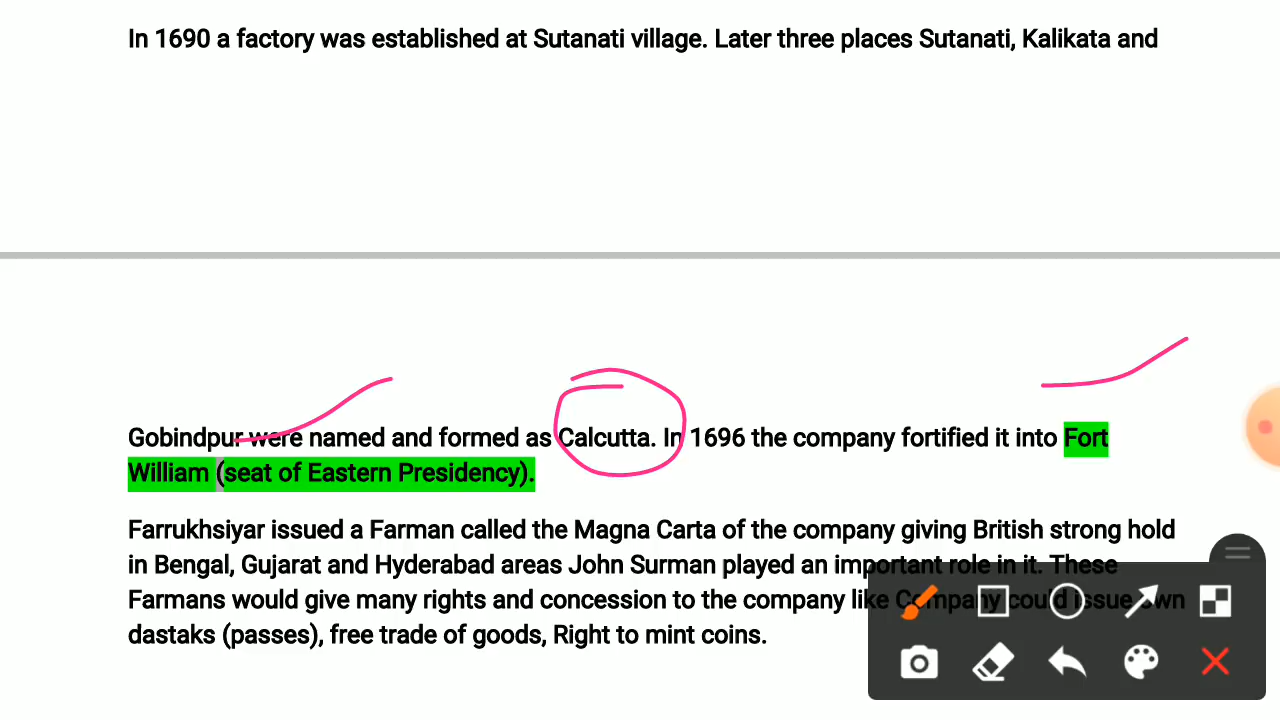 In 1690 a factory was established at Sutanati village. Later three places Sutanati, Kalikata and
Gobindpur were named and formed as Calcutta. In 1696 the company fortified it into Fort
William (seat of Eastern Presidency).
Farrukhsiyar issued a Farman called the Magna Carta of the company giving British strong hold
in Bengal, Gujarat and Hyderabad areas John Surman played an important role in it. These
Farmans would give many rights and concession to the company like Company could issue own
dastaks (passes), free trade of goods, Right to mint coins.